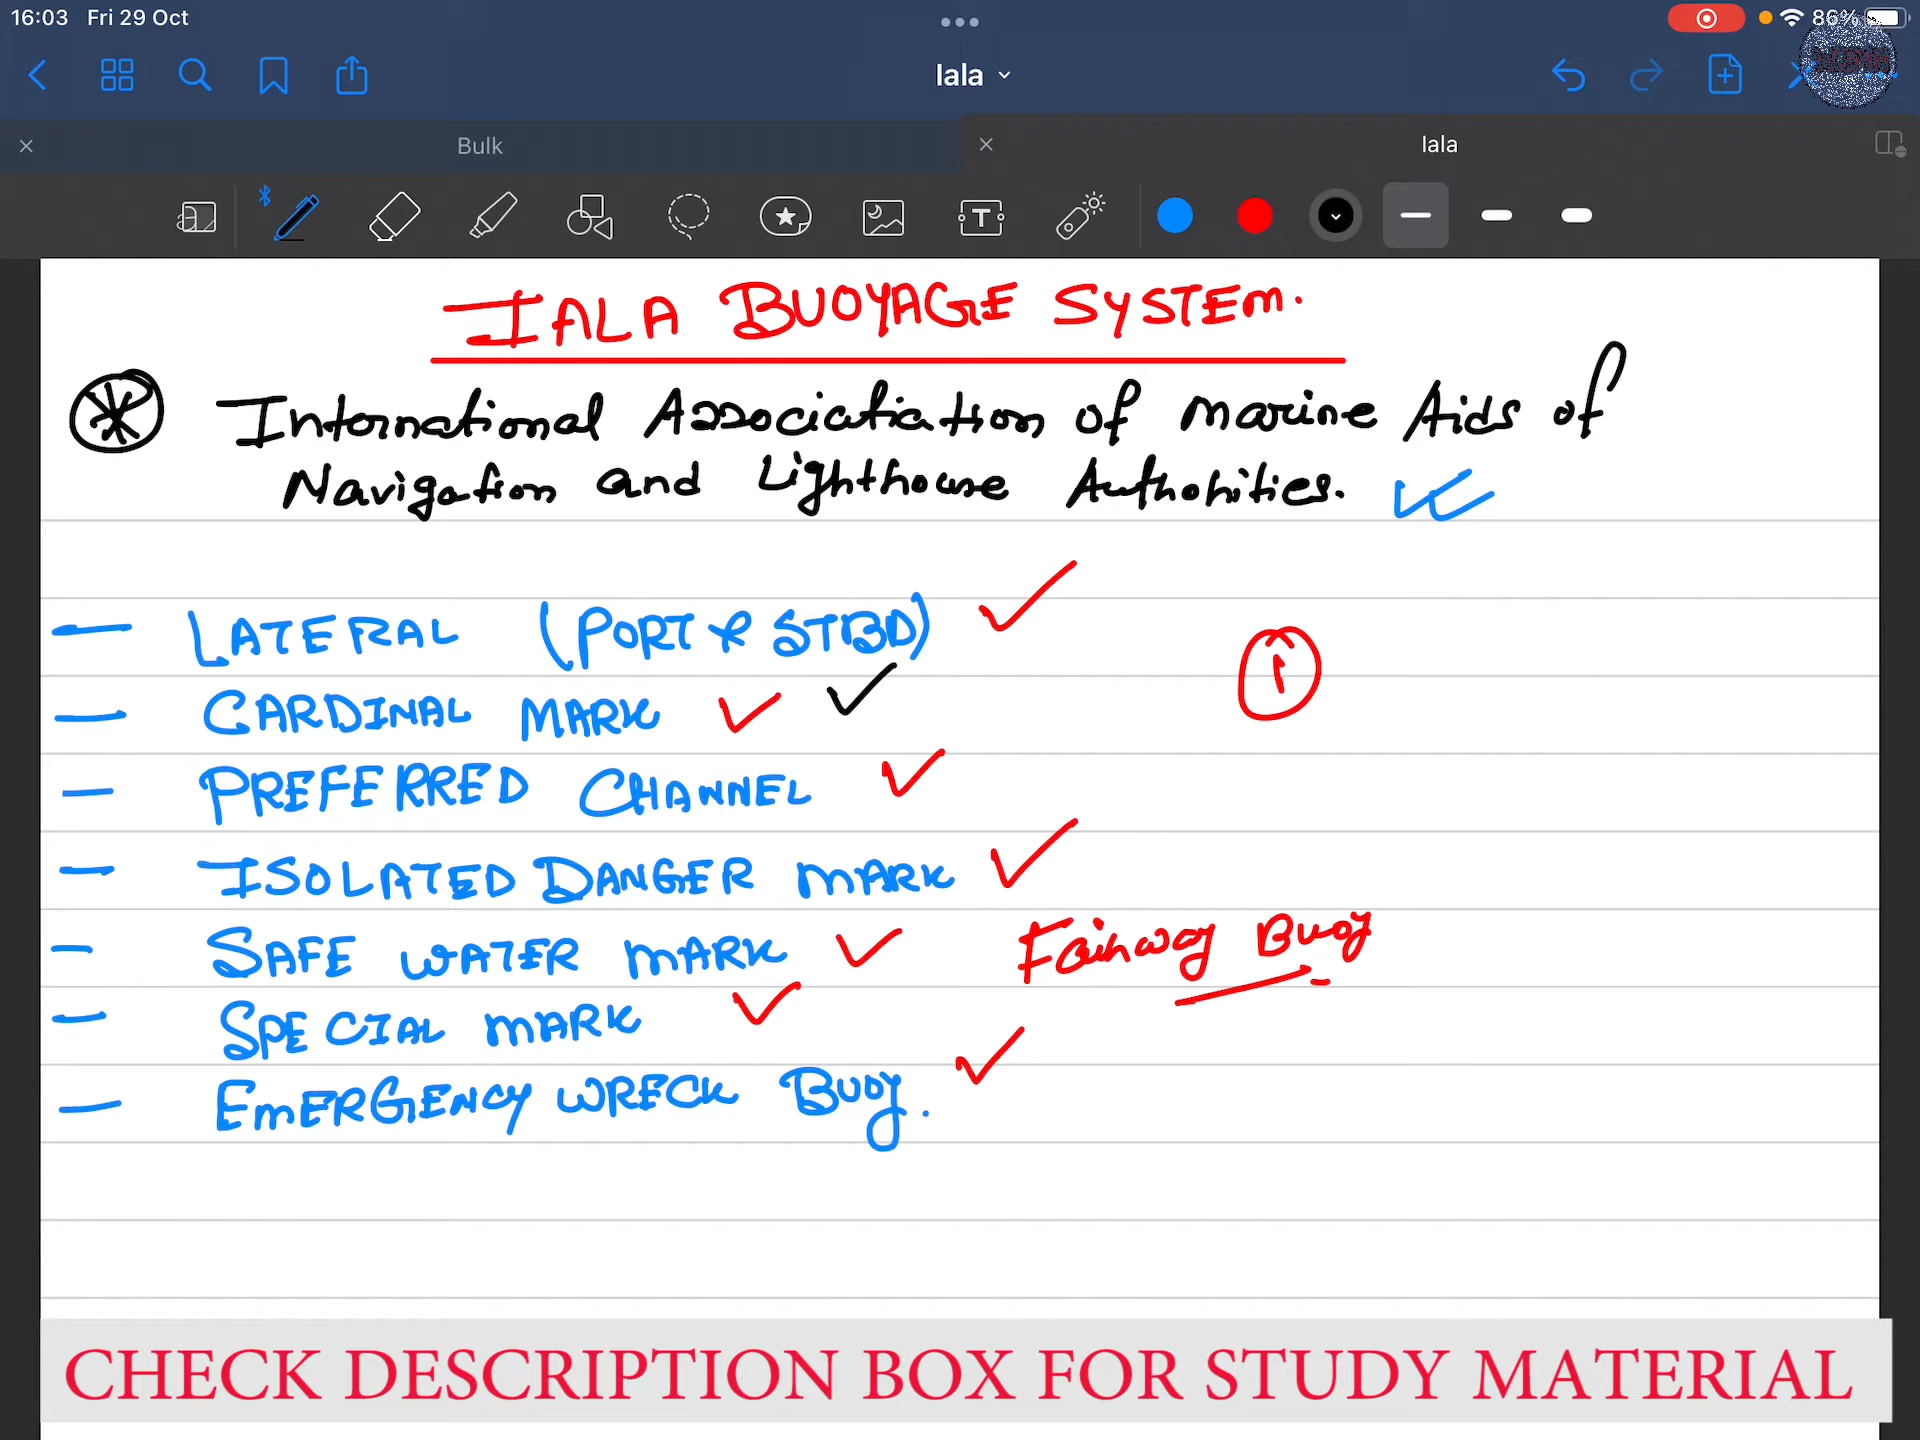 16:03 Fri 29 Oct
86%
lala
Bulk
lala
IALA BUOYAGE SYSTEM.
International Associatiation of Marine Aids of
Navigation and Lighthouse Authorities.
- LATERAL (PORT & STBD)
1
- CARDINAL MARK
- PREFERRED CHANNEL
- ISOLATED DANGER MARK
- SAFE WATER MARK Fairway Buoy
- SPECIAL MARK
- EMERGENCY WRECK Buoy.
CHECK DESCRIPTION BOX FOR STUDY MATERIAL